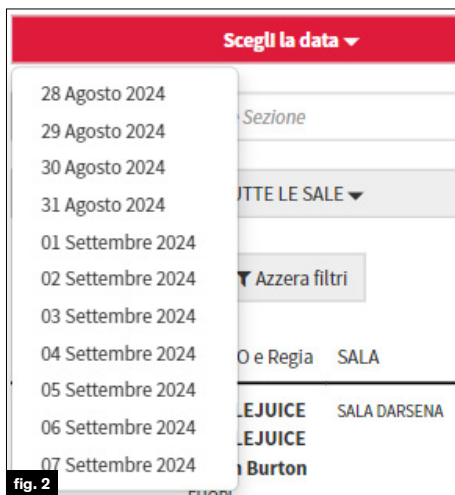 Scegli la data
28 Agosto 2024
29 Agosto 2024
30 Agosto 2024
31 Agosto 2024
01 Settembre 2024
02 Settembre 2024
03 Settembre 2024
04 Settembre 2024
05 Settembre 2024
06 Settembre 2024
07 Settembre 2024
Sezione
UTTE LE SALE
Azzera filtri
O e Regia SALA
LEJUICE SALA DARSENA
LEJUICE
Burton
fig. 2